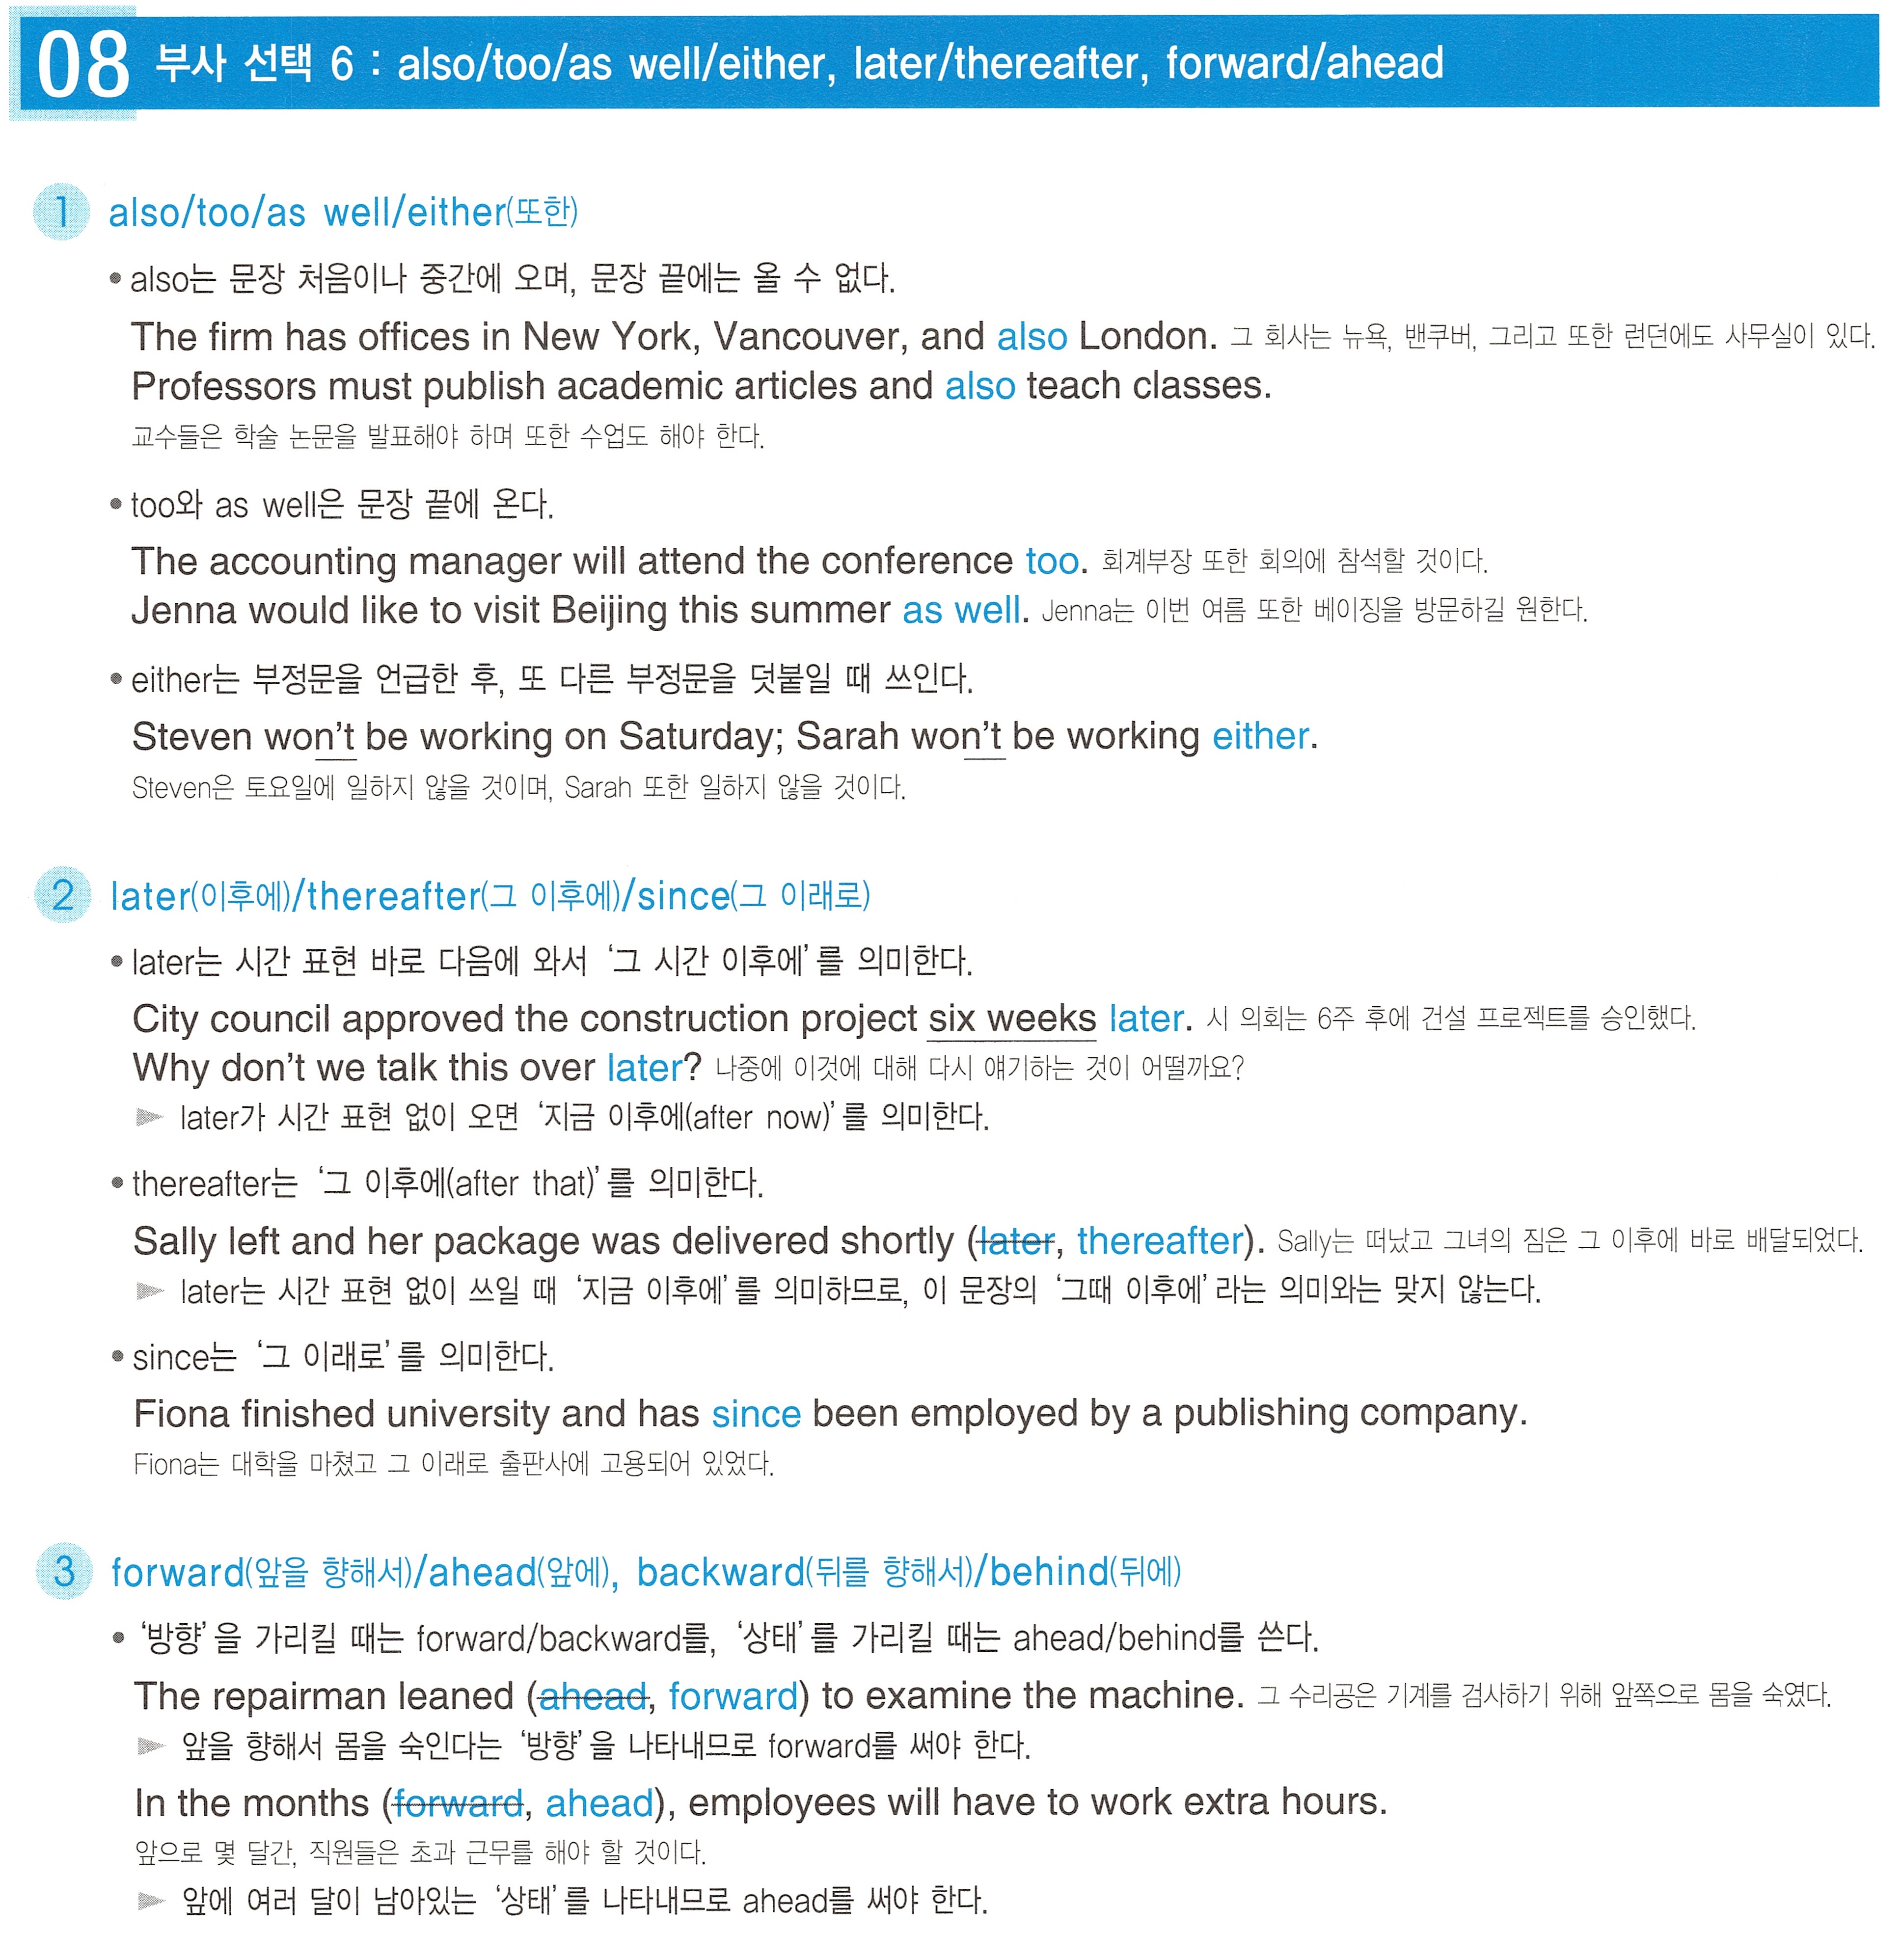 08 부사 선택 6 : also/too/as well/either, later/thereafter, forward/ahead
1 also/too/as well/either(또한)
• also는 문장 처음이나 중간에 오며, 문장 끝에는 올 수 없다.
The firm has offices in New York, Vancouver, and also London. 그 회사는 뉴욕, 밴쿠버, 그리고 또한 런던에도 사무실이 있다.
Professors must publish academic articles and also teach classes.
교수들은 학술 논문을 발표해야 하며 또한 수업도 해야 한다.
• too와 as well은 문장 끝에 온다.
The accounting manager will attend the conference too. 회계부장 또한 회의에 참석할 것이다.
Jenna would like to visit Beijing this summer as well. Jenna는 이번 여름 또한 베이징을 방문하길 원한다.
• either는 부정문을 언급한 후, 또 다른 부정문을 덧붙일 때 쓰인다.
Steven won't be working on Saturday; Sarah won't be working either.
Steven은 토요일에 일하지 않을 것이며, Sarah 또한 일하지 않을 것이다.
2 later(이후에)/thereafter(그 이후에)/since(그 이래로)
• later는 시간 표현 바로 다음에 와서 '그 시간 이후에'를 의미한다.
City council approved the construction project six weeks later. 시 의회는 6주 후에 건설 프로젝트를 승인했다.
Why don't we talk this over later? 나중에 이것에 대해 다시 얘기하는 것이 어떨까요?
▶ later가 시간 표현 없이 오면 '지금 이후에(after now)'를 의미한다.
• thereafter는 '그 이후에(after that)'를 의미한다.
Sally left and her package was delivered shortly (later, thereafter). Sally는 떠났고 그녀의 짐은 그 이후에 바로 배달되었다.
▶ later는 시간 표현 없이 쓰일 때 '지금 이후에'를 의미하므로, 이 문장의 '그때 이후에'라는 의미와는 맞지 않는다.
• since는 '그 이래로'를 의미한다.
Fiona finished university and has since been employed by a publishing company.
Fiona는 대학을 마쳤고 그 이래로 출판사에 고용되어 있었다.
3 forward(앞을 향해서)/ahead(앞에), backward(뒤를 향해서)/behind(뒤에)
• '방향'을 가리킬 때는 forward/backward를, '상태'를 가리킬 때는 ahead/behind를 쓴다.
The repairman leaned (ahead, forward) to examine the machine. 그 수리공은 기계를 검사하기 위해 앞쪽으로 몸을 숙였다.
▶ 앞을 향해서 몸을 숙인다는 '방향'을 나타내므로 forward를 써야 한다.
In the months (forward, ahead), employees will have to work extra hours.
앞으로 몇 달간, 직원들은 초과 근무를 해야 할 것이다.
▶ 앞에 여러 달이 남아있는 '상태'를 나타내므로 ahead를 써야 한다.